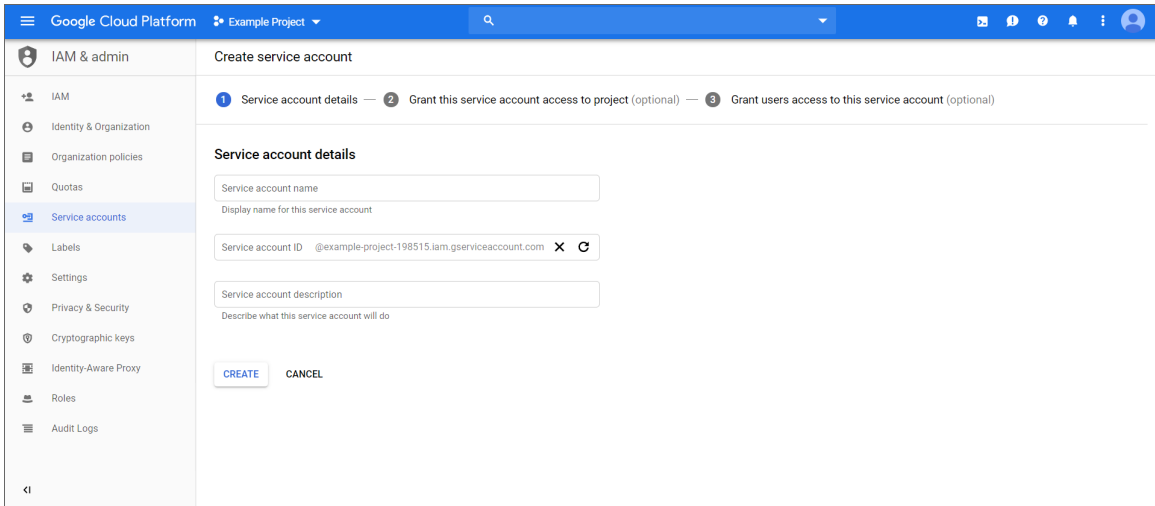 Google Cloud Platform Example Project
IAM & admin
Create service account
IAM
Identity & Organization
Organization policies
Quotas
Service accounts
Labels
Settings
Privacy & Security
Cryptographic keys
Identity-Aware Proxy
Roles
Audit Logs
1 Service account details — 2 Grant this service account access to project (optional) — 3 Grant users access to this service account (optional)
Service account details
Service account name
Display name for this service account
Service account ID @example-project-198515.iam.gserviceaccount.com
Service account description
Describe what this service account will do
CREATE CANCEL